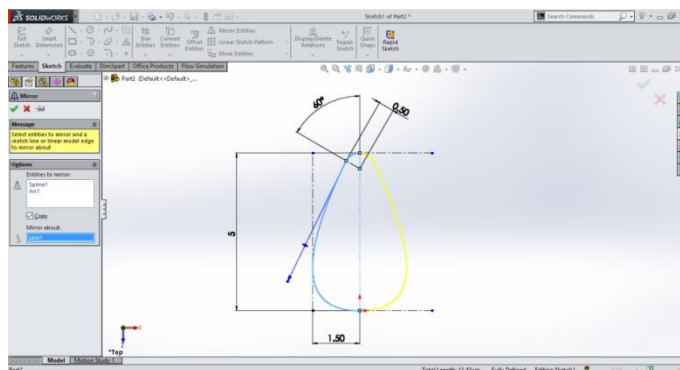 SOLIDWORKS
Sketch1 of Part2 *
Search Commands
Exit Sketch
Smart Dimension
Trim Entities
Convert Entities
Offset Entities
Mirror Entities
Linear Sketch Pattern
Move Entities
Display/Delete Relations
Repair Sketch
Quick Snaps
Rapid Sketch
Features Sketch Evaluate DimXpert Office Products Flow Simulation
Part2 (Default<<Default>_...
Mirror
Message
Select entities to mirror and a
sketch line or linear model edge
to mirror about
Options
Entities to mirror:
Spline1
Arc1
Copy
Mirror about:
Line1
60°
0.50
5
1.50
*Top
Model Motion Study 1
Part2
Fully Defined Editing Sketch1